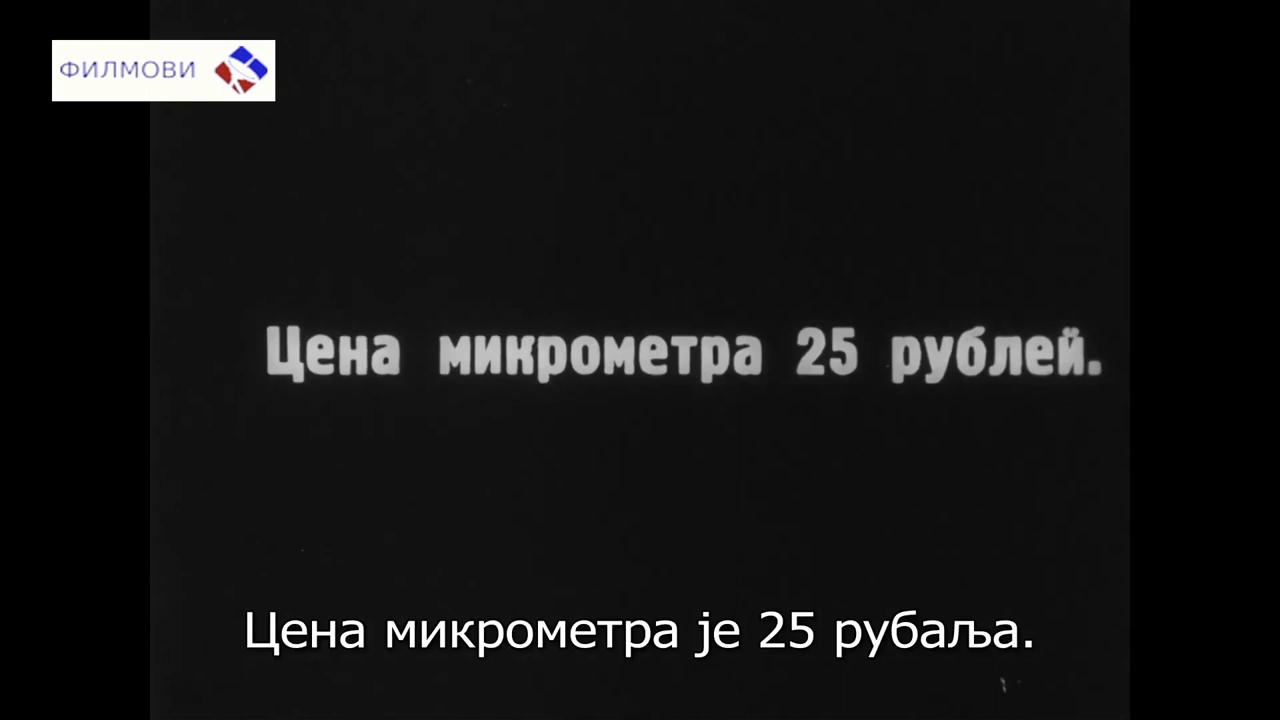 ФИЛМОВИ
Цена микрометра 25 рублей.
Цена микрометра је 25 рубаља.